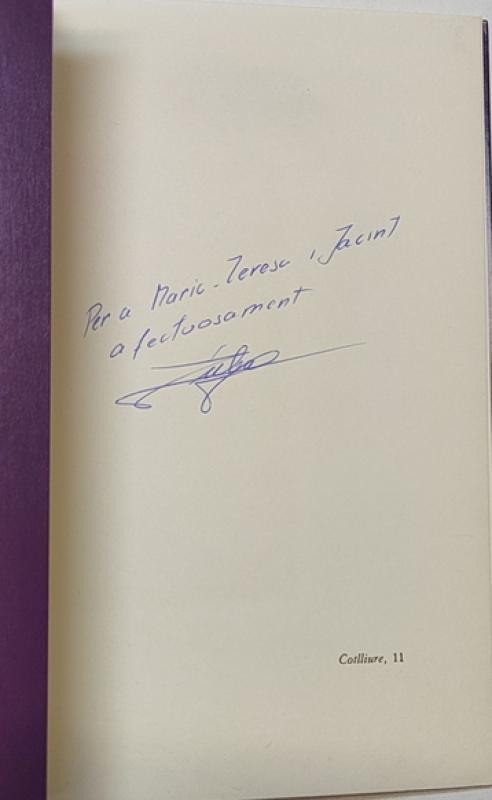 Per a Maria-Teresa i Jacint
afectuosament
Cotlliure, 11